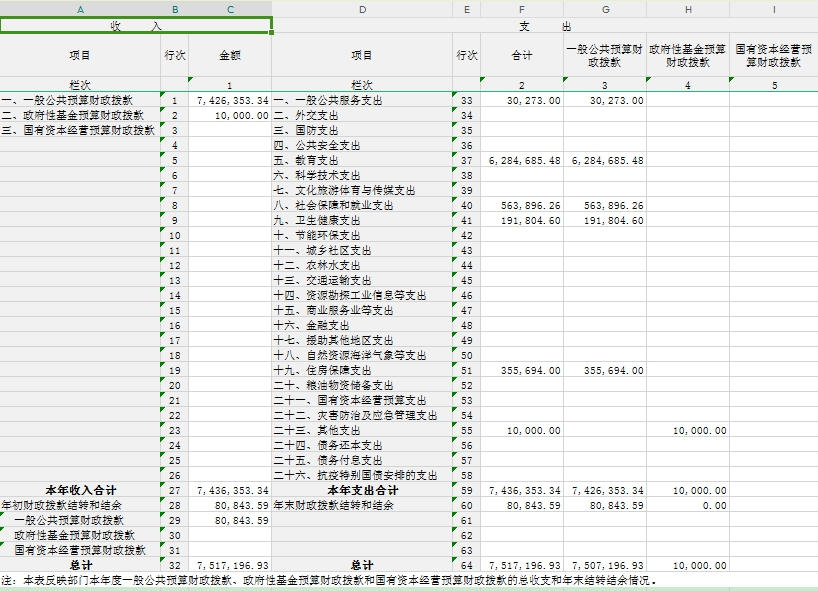 A B C D E F G H I
收 入 支 出
项目 行次 金额 项目 行次 合计 一般公共预算财政拨款 政府性基金预算财政拨款 国有资本经营预算财政拨款
栏次 1 栏次 2 3 4 5
一、一般公共预算财政拨款 1 7,426,353.34 一、一般公共服务支出 33 30,273.00 30,273.00
二、政府性基金预算财政拨款 2 10,000.00 二、外交支出 34
三、国有资本经营预算财政拨款 3 三、国防支出 35
4 四、公共安全支出 36
5 五、教育支出 37 6,284,685.48 6,284,685.48
6 六、科学技术支出 38
7 七、文化旅游体育与传媒支出 39
8 八、社会保障和就业支出 40 563,896.26 563,896.26
9 九、卫生健康支出 41 191,804.60 191,804.60
10 十、节能环保支出 42
11 十一、城乡社区支出 43
12 十二、农林水支出 44
13 十三、交通运输支出 45
14 十四、资源勘探工业信息等支出 46
15 十五、商业服务业等支出 47
16 十六、金融支出 48
17 十七、援助其他地区支出 49
18 十八、自然资源海洋气象等支出 50
19 十九、住房保障支出 51 355,694.00 355,694.00
20 二十、粮油物资储备支出 52
21 二十一、国有资本经营预算支出 53
22 二十二、灾害防治及应急管理支出 54
23 二十三、其他支出 55 10,000.00 10,000.00
24 二十四、债务还本支出 56
25 二十五、债务付息支出 57
26 二十六、抗疫特别国债安排的支出 58
本年收入合计 27 7,436,353.34 本年支出合计 59 7,436,353.34 7,426,353.34 10,000.00
年初财政拨款结转和结余 28 80,843.59 年末财政拨款结转和结余 60 80,843.59 80,843.59 0.00
一般公共预算财政拨款 29 80,843.59 61
政府性基金预算财政拨款 30 62
国有资本经营预算财政拨款 31 63
总计 32 7,517,196.93 总计 64 7,517,196.93 7,507,196.93 10,000.00
注：本表反映部门本年度一般公共预算财政拨款、政府性基金预算财政拨款和国有资本经营预算财政拨款的总收支和年末结转结余情况。